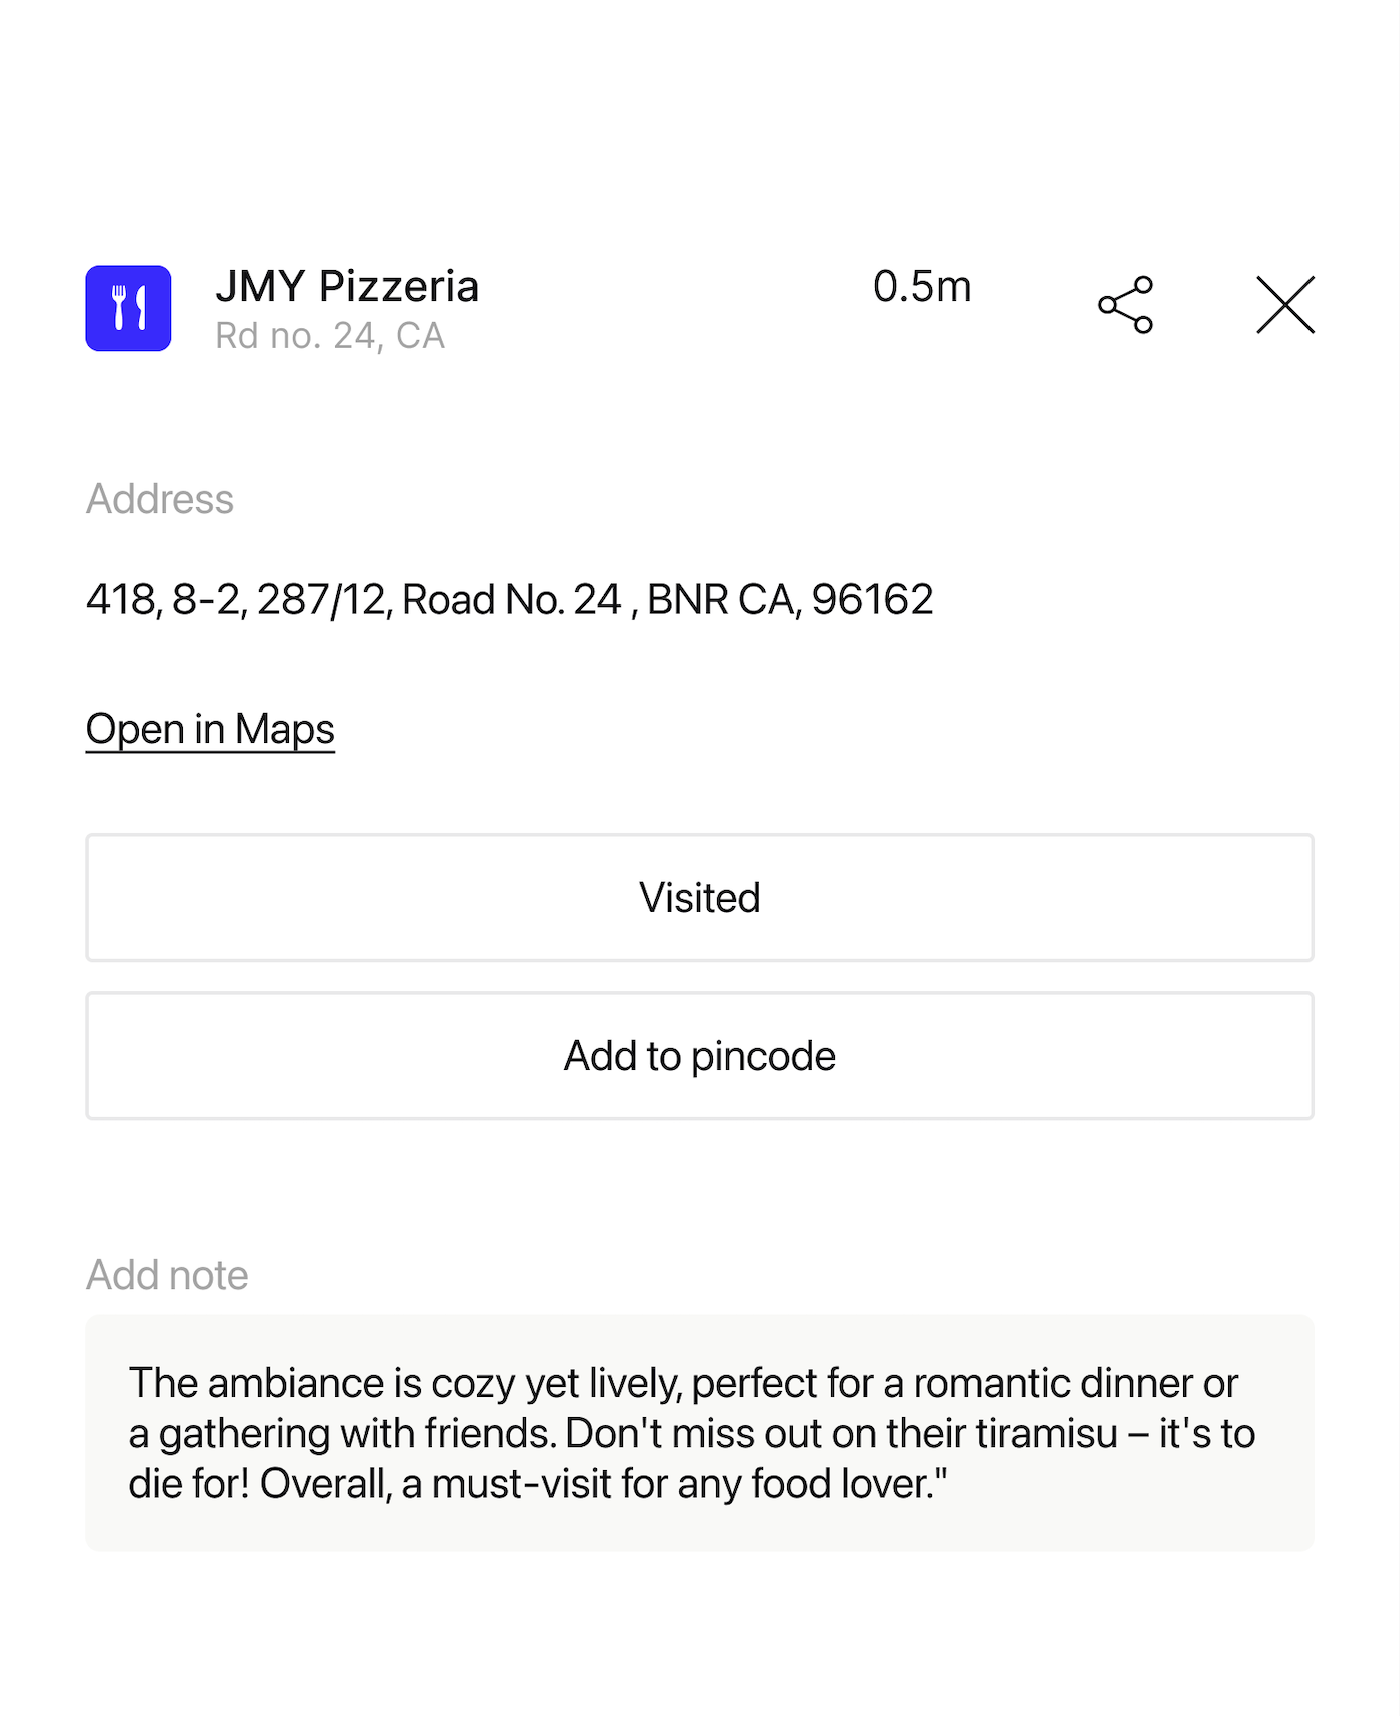 JMY Pizzeria
0.5m
Rd no. 24, CA
Address
418, 8-2, 287/12, Road No. 24 , BNR CA, 96162
Open in Maps
Visited
Add to pincode
Add note
The ambiance is cozy yet lively, perfect for a romantic dinner or
a gathering with friends. Don't miss out on their tiramisu – it's to
die for! Overall, a must-visit for any food lover."